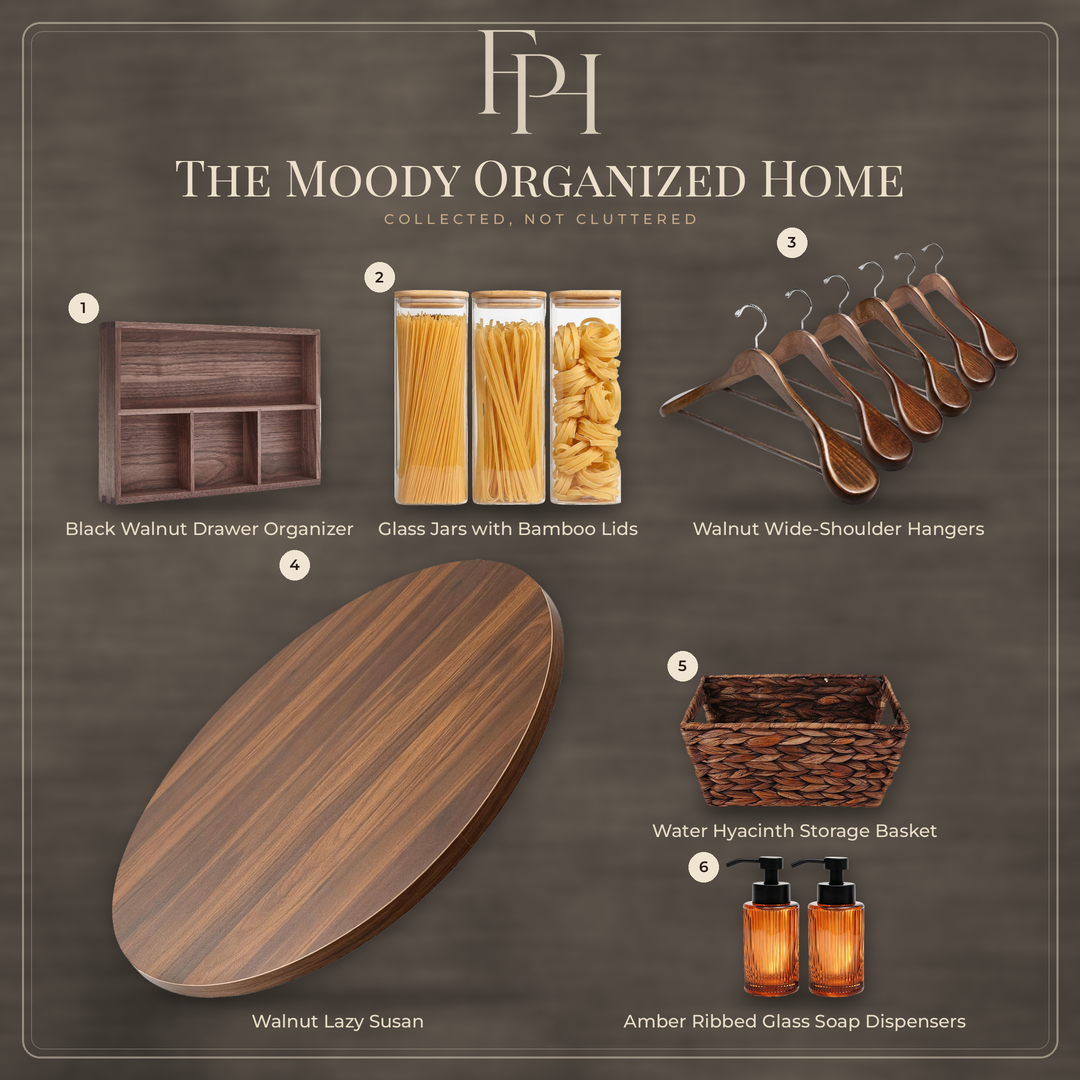 FPH
THE MOODY ORGANIZED HOME
COLLECTED, NOT CLUTTERED
1
2
3
Black Walnut Drawer Organizer
Glass Jars with Bamboo Lids
Walnut Wide-Shoulder Hangers
4
5
Water Hyacinth Storage Basket
6
Walnut Lazy Susan
Amber Ribbed Glass Soap Dispensers